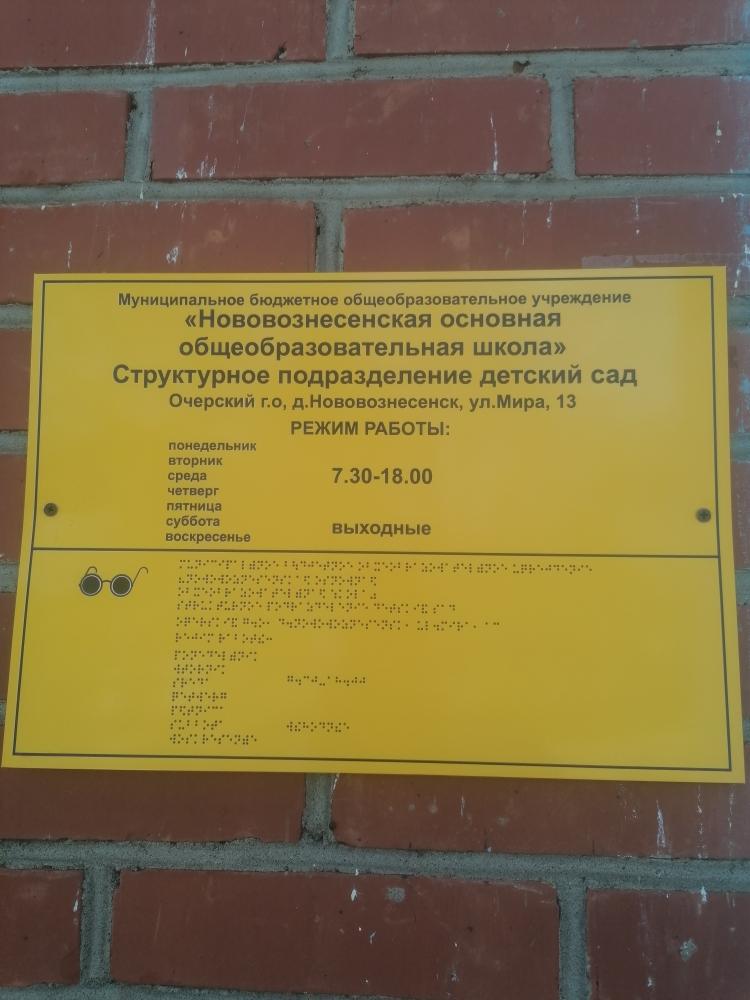 Муниципальное бюджетное общеобразовательное учреждение
«Нововознесенская основная
общеобразовательная школа»
Структурное подразделение детский сад
Очерский г.о, д.Нововознесенск, ул.Мира, 13
РЕЖИМ РАБОТЫ:
понедельник
вторник
среда 7.30-18.00
четверг
пятница
суббота
воскресенье выходные